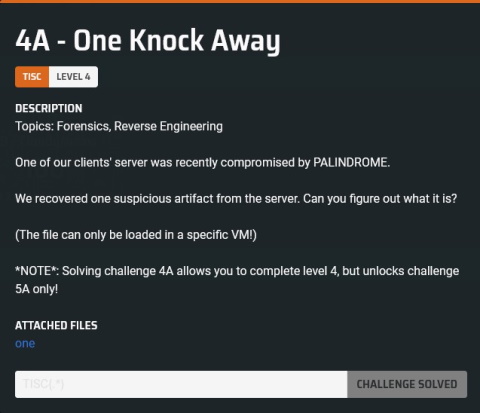 4A - One Knock Away
TISC LEVEL 4
DESCRIPTION
Topics: Forensics, Reverse Engineering
One of our clients' server was recently compromised by PALINDROME.
We recovered one suspicious artifact from the server. Can you figure out what it is?
(The file can only be loaded in a specific VM!)
*NOTE*: Solving challenge 4A allows you to complete level 4, but unlocks challenge
5A only!
ATTACHED FILES
one
TISC{.*} CHALLENGE SOLVED